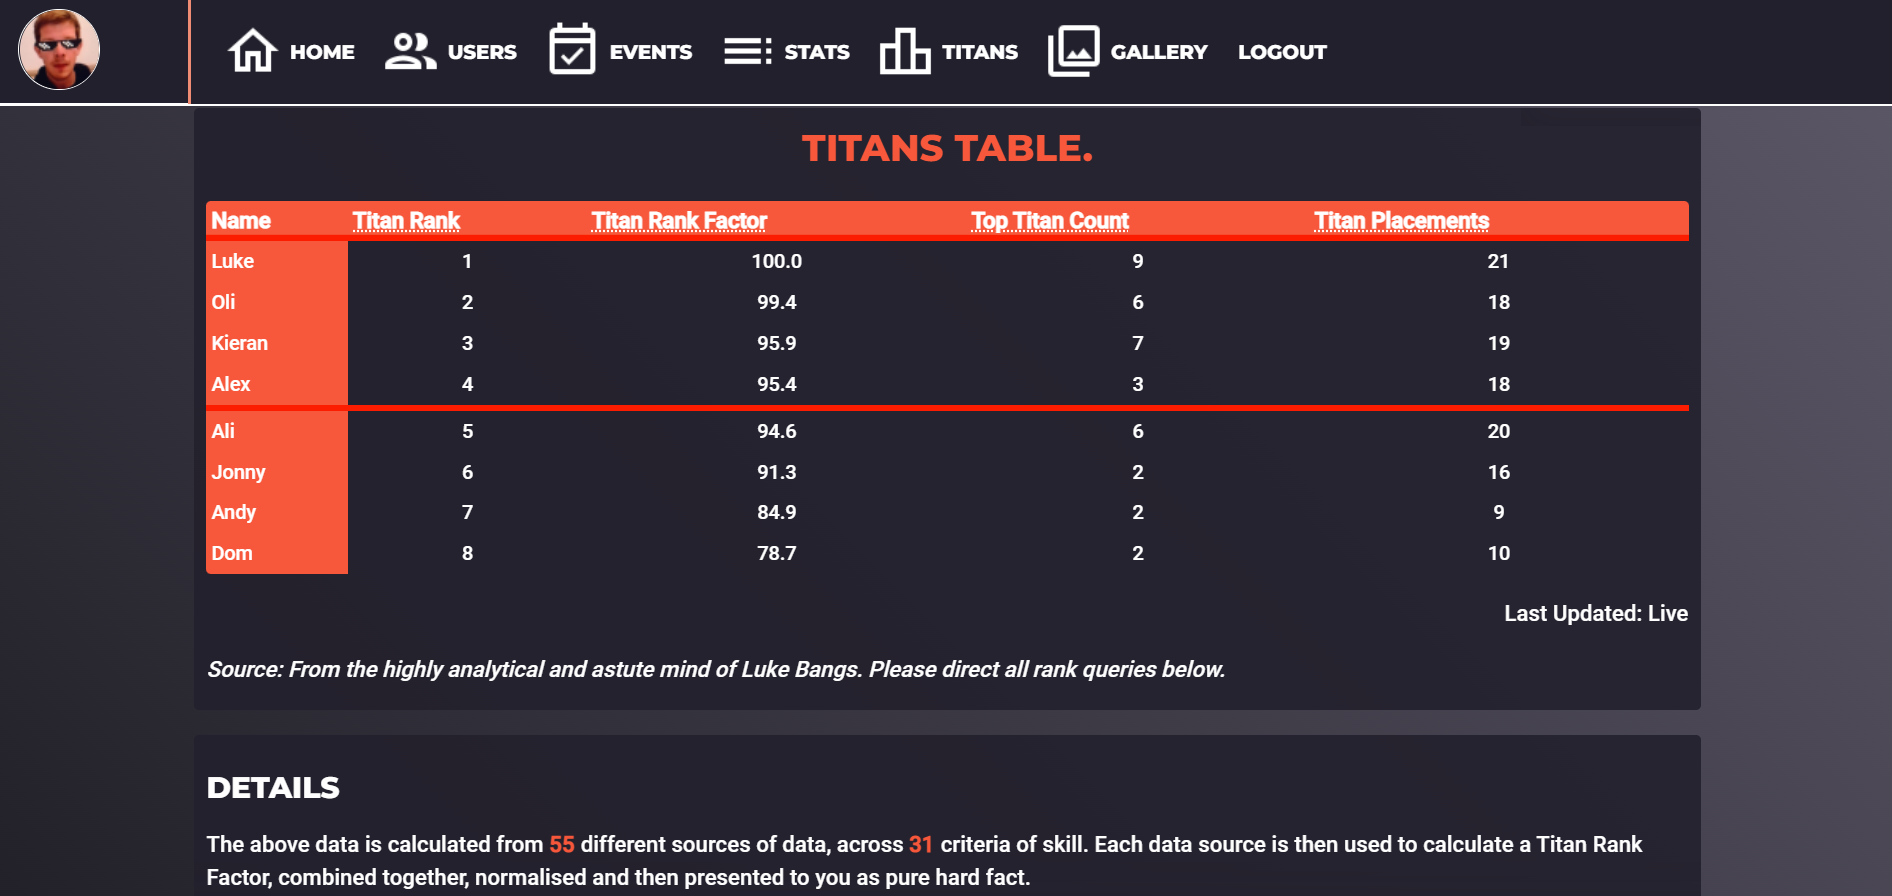 HOME USERS EVENTS STATS TITANS GALLERY LOGOUT
TITANS TABLE.
Name Titan Rank Titan Rank Factor Top Titan Count Titan Placements
Luke 1 100.0 9 21
Oli 2 99.4 6 18
Kieran 3 95.9 7 19
Alex 4 95.4 3 18
Ali 5 94.6 6 20
Jonny 6 91.3 2 16
Andy 7 84.9 2 9
Dom 8 78.7 2 10
Last Updated: Live
Source: From the highly analytical and astute mind of Luke Bangs. Please direct all rank queries below.
DETAILS
The above data is calculated from 55 different sources of data, across 31 criteria of skill. Each data source is then used to calculate a Titan Rank
Factor, combined together, normalised and then presented to you as pure hard fact.